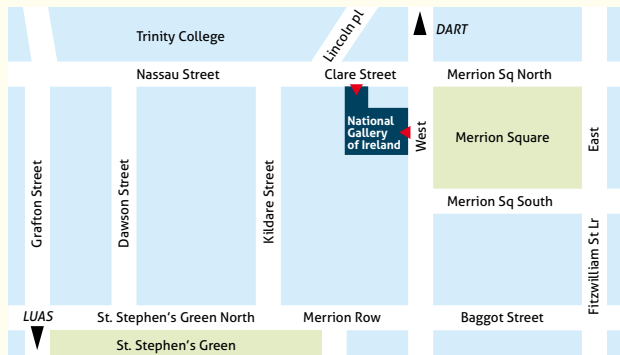 Trinity College
Lincoln pl
DART
Nassau Street
Clare Street
Merrion Sq North
National
Gallery
of Ireland
West
Merrion Square
East
Grafton Street
Dawson Street
Kildare Street
Merrion Sq South
Fitzwilliam St Lr
LUAS
St. Stephen's Green North
Merrion Row
Baggot Street
St. Stephen's Green